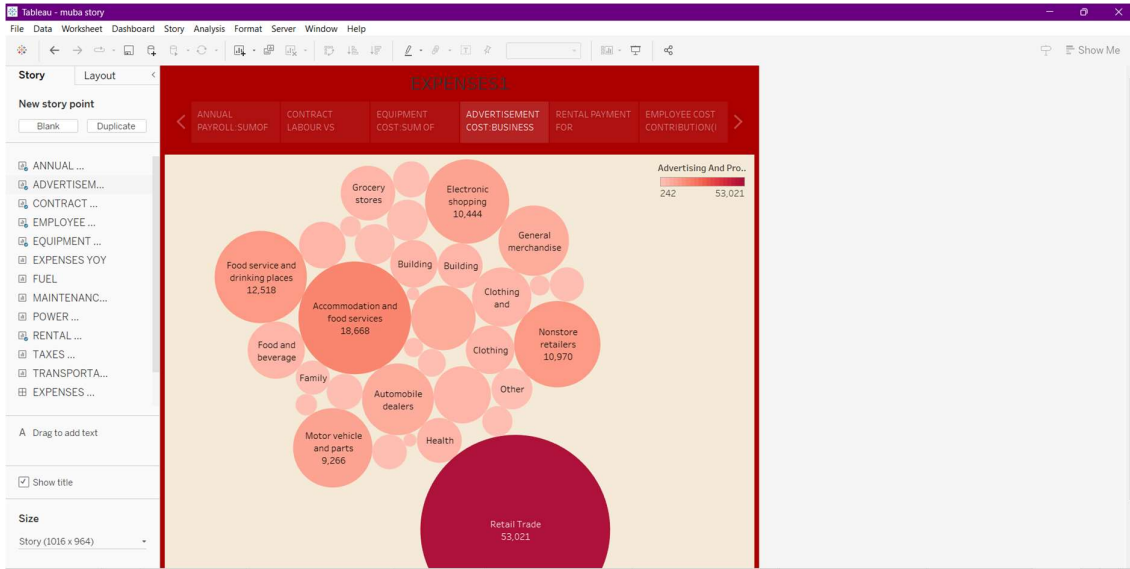 Tableau - muba story
File Data Worksheet Dashboard Story Analysis Format Server Window Help
Show Me
Story Layout
New story point
Blank Duplicate
ANNUAL ...
ADVERTISEM...
CONTRACT ...
EMPLOYEE ...
EQUIPMENT ...
EXPENSES YOY
FUEL
MAINTENANC...
POWER ...
RENTAL ...
TAXES ...
TRANSPORTA...
EXPENSES ...
A Drag to add text
Show title
Size
Story (1016 x 964)
EXPENSES1
ANNUAL
PAYROLL:SUMOF
CONTRACT
LABOUR VS
EQUIPMENT
COST:SUM OF
ADVERTISEMENT
COST:BUSINESS
RENTAL PAYMENT
FOR
EMPLOYEE COST
CONTRIBUTION(I
Advertising And Pro..
242 53,021
Grocery
stores
Electronic
shopping
10,444
General
merchandise
Food service and
drinking places
12,518
Building
Building
Accommodation and
food services
18,668
Clothing
and
Nonstore
retailers
10,970
Food and
beverage
Clothing
Family
Automobile
dealers
Other
Motor vehicle
and parts
9,266
Health
Retail Trade
53,021